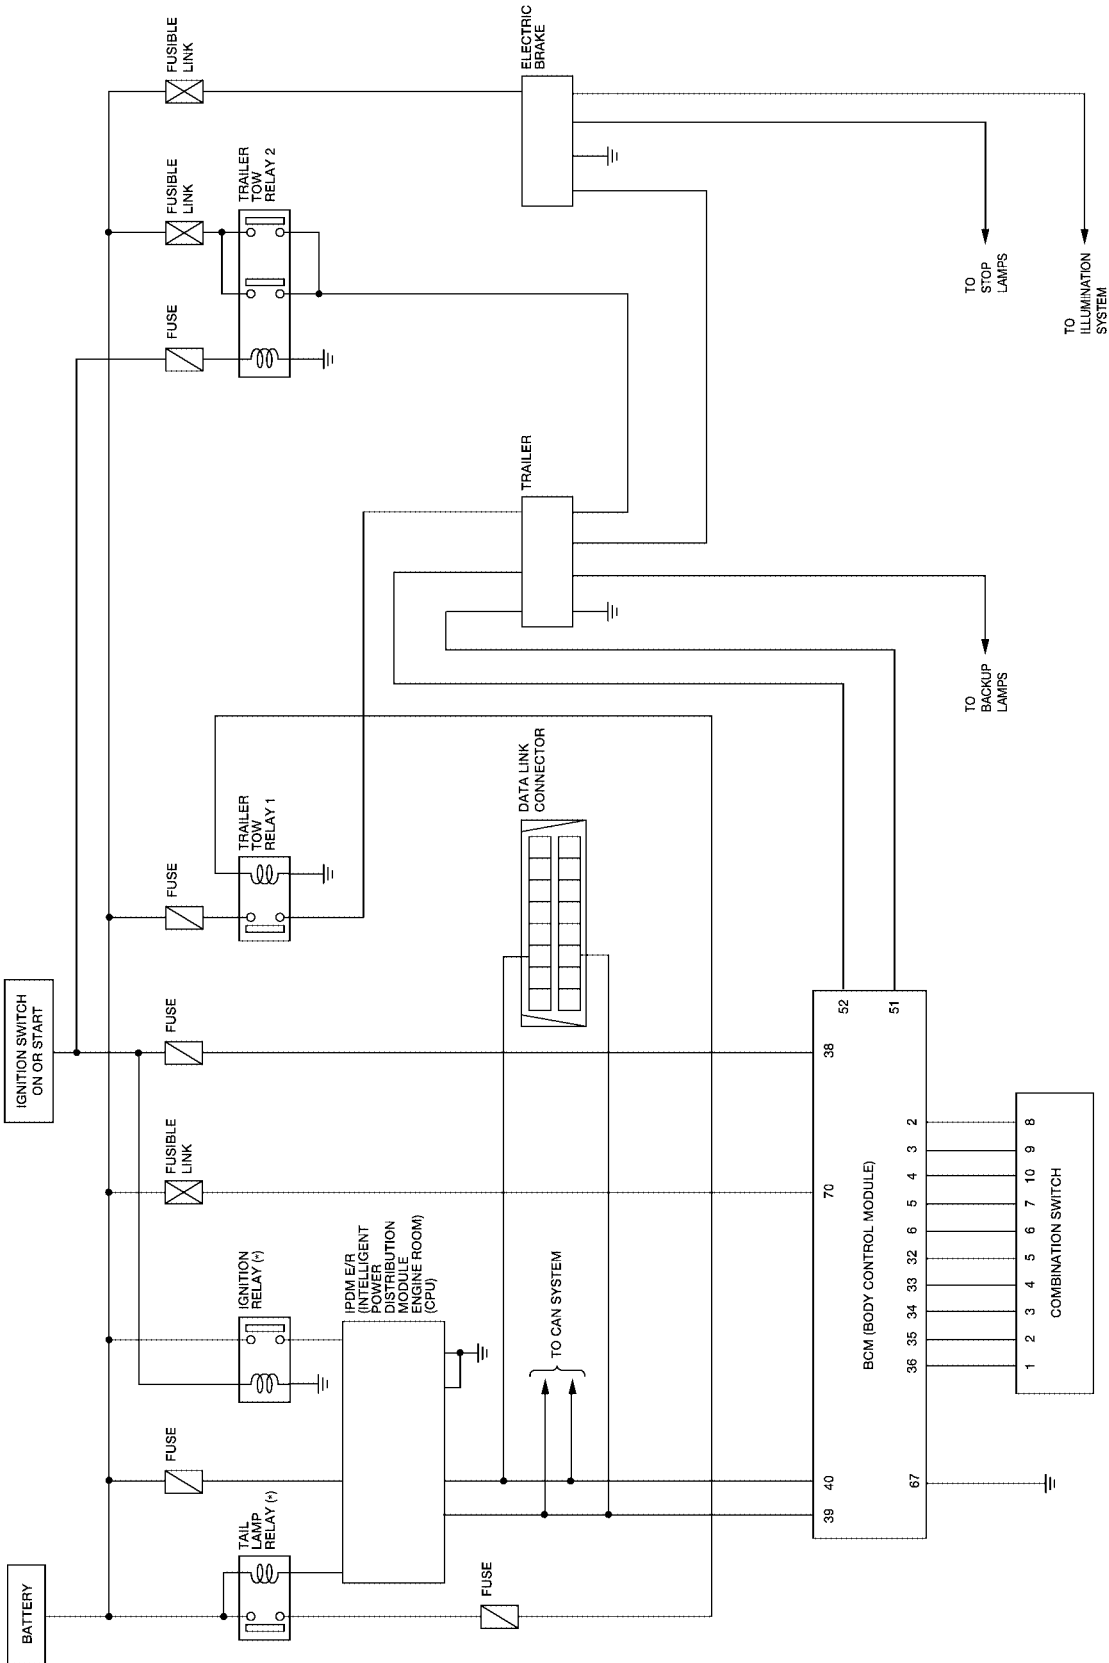 BATTERY
IGNITION SWITCH
ON OR START
FUSE
FUSIBLE
LINK
FUSE
FUSE
FUSE
FUSIBLE
LINK
FUSIBLE
LINK
TAIL
LAMP
RELAY (*)
IGNITION
RELAY (*)
TRAILER
TOW
RELAY 1
TRAILER
TOW
RELAY 2
IPDM E/R
(INTELLIGENT
POWER
DISTRIBUTION
MODULE
ENGINE ROOM)
(CPU)
FUSE
TO CAN SYSTEM
DATA LINK
CONNECTOR
TRAILER
ELECTRIC
BRAKE
39 40 70 38 52
51
BCM (BODY CONTROL MODULE)
67 36 35 34 33 32 6 5 4 3 2
1 2 3 4 5 6 7 10 9 8
COMBINATION SWITCH
TO
BACKUP
LAMPS
TO
STOP
LAMPS
TO
ILLUMINATION
SYSTEM